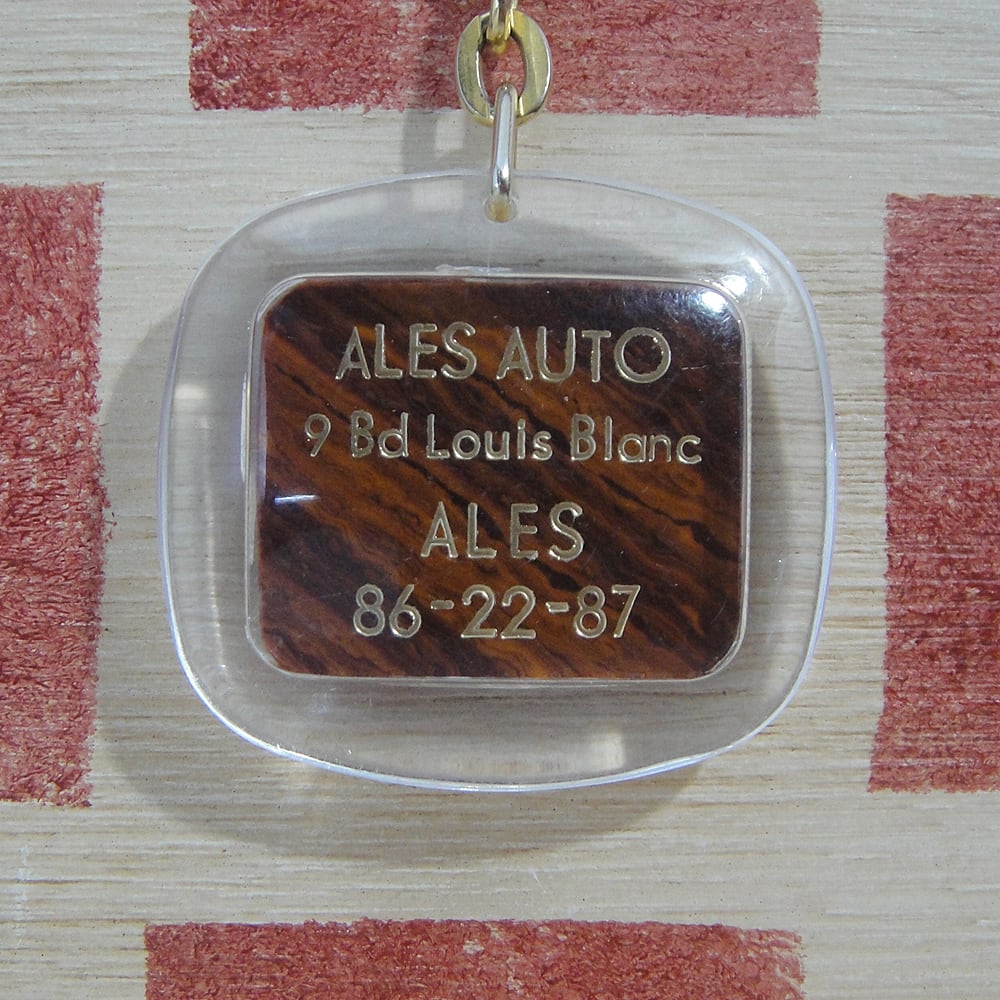 ALES AUTO
9 Bd Louis Blanc
ALES
86-22-87